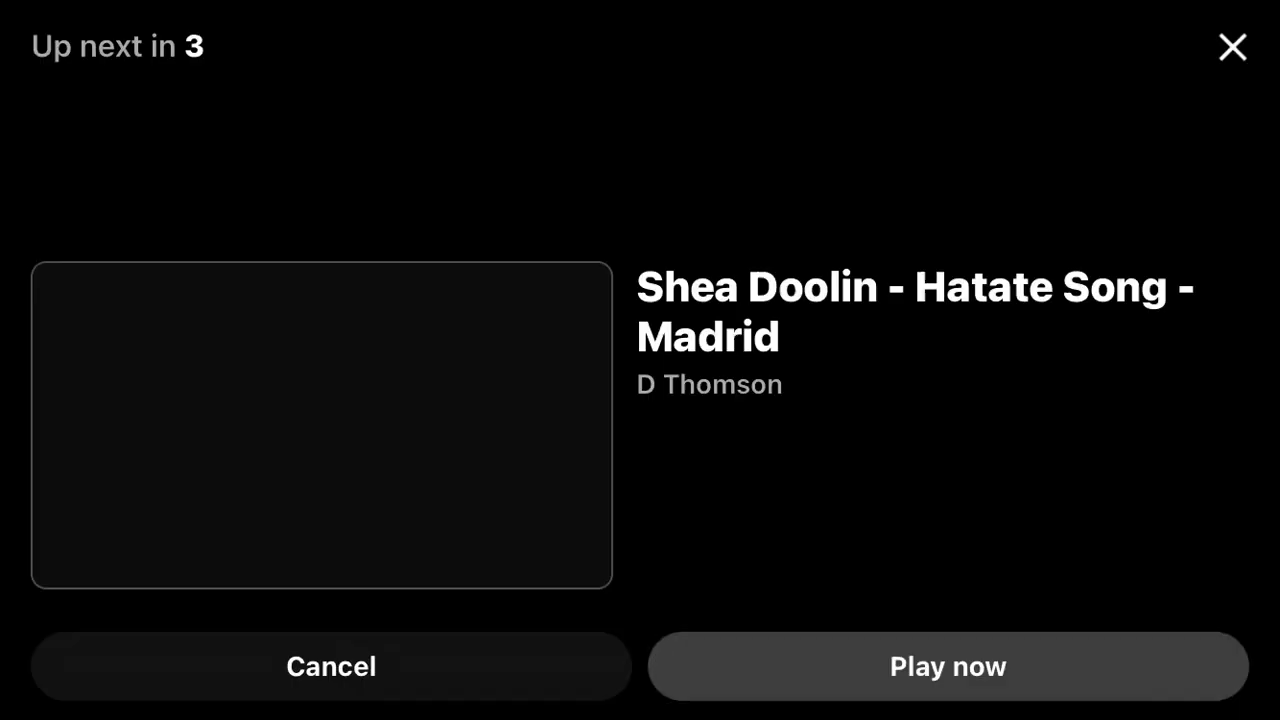 Up next in 3
Shea Doolin - Hatate Song -
Madrid
D Thomson
Cancel
Play now